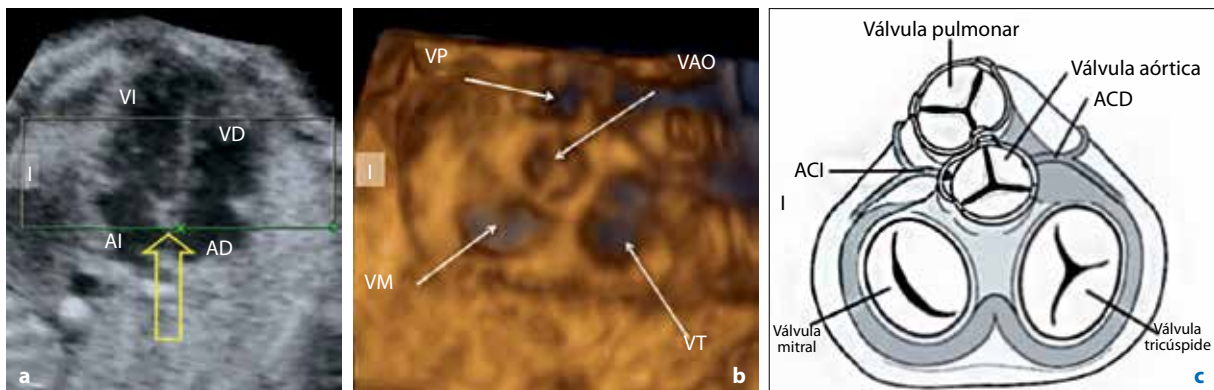 VI
VD
I
AI
AD
a
VP
VAO
I
VM
VT
b
Válvula pulmonar
Válvula aórtica
ACD
ACI
I
Válvula
mitral
Válvula
tricúspide
c